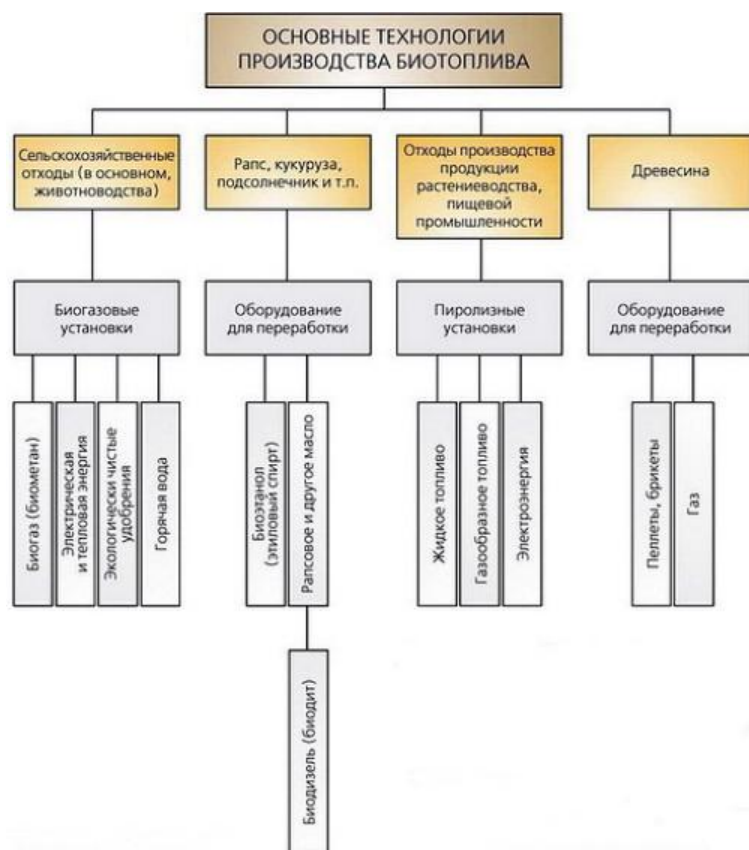 ОСНОВНЫЕ ТЕХНОЛОГИИ
ПРОИЗВОДСТВА БИОТОПЛИВА
Сельскохозяйственные
отходы (в основном,
животноводства)
Рапс, кукуруза,
подсолнечник и т.п.
Отходы производства
продукции
растениеводства,
пищевой
промышленности
Древесина
Биогазовые
установки
Оборудование
для переработки
Пиролизные
установки
Оборудование
для переработки
Биогаз (биометан)
Электрическая
и тепловая энергия
Экологически чистые
удобрения
Горячая вода
Биоэтанол
(этиловый спирт)
Рапсовое и другое масло
Жидкое топливо
Газообразное топливо
Электроэнергия
Пеллеты, брикеты
Газ
Биодизель (биодит)